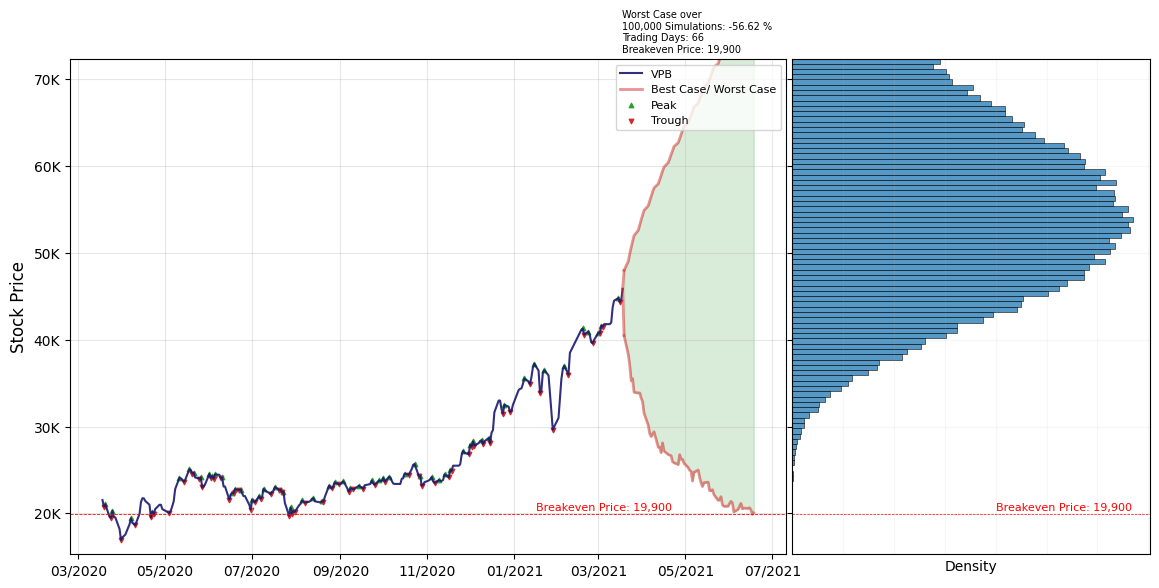 Worst Case over
100,000 Simulations: -56.62 %
Trading Days: 66
Breakeven Price: 19,900
VPB
Best Case/ Worst Case
Peak
Trough
70K
60K
50K
40K
30K
20K
Stock Price
Breakeven Price: 19,900
Breakeven Price: 19,900
03/2020
05/2020
07/2020
09/2020
11/2020
01/2021
03/2021
05/2021
07/2021
Density